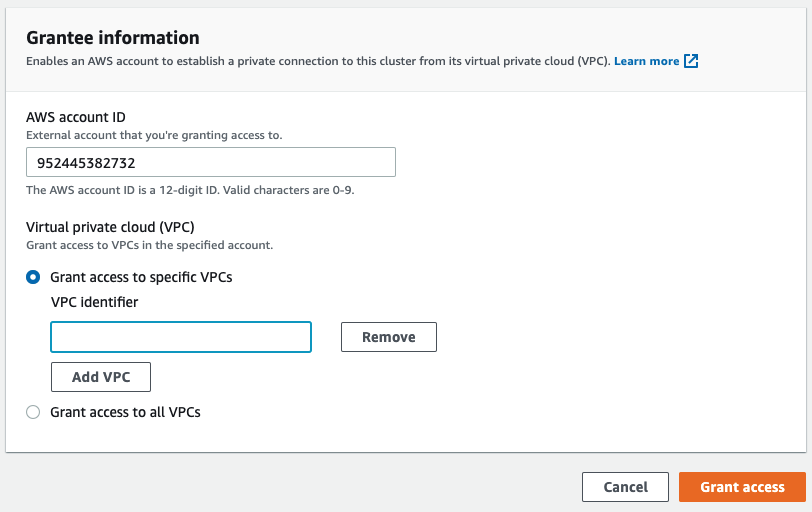 Grantee information
Enables an AWS account to establish a private connection to this cluster from its virtual private cloud (VPC). Learn more
AWS account ID
External account that you're granting access to.
952445382732
The AWS account ID is a 12-digit ID. Valid characters are 0-9.
Virtual private cloud (VPC)
Grant access to VPCs in the specified account.
Grant access to specific VPCs
VPC identifier
Remove
Add VPC
Grant access to all VPCs
Cancel Grant access